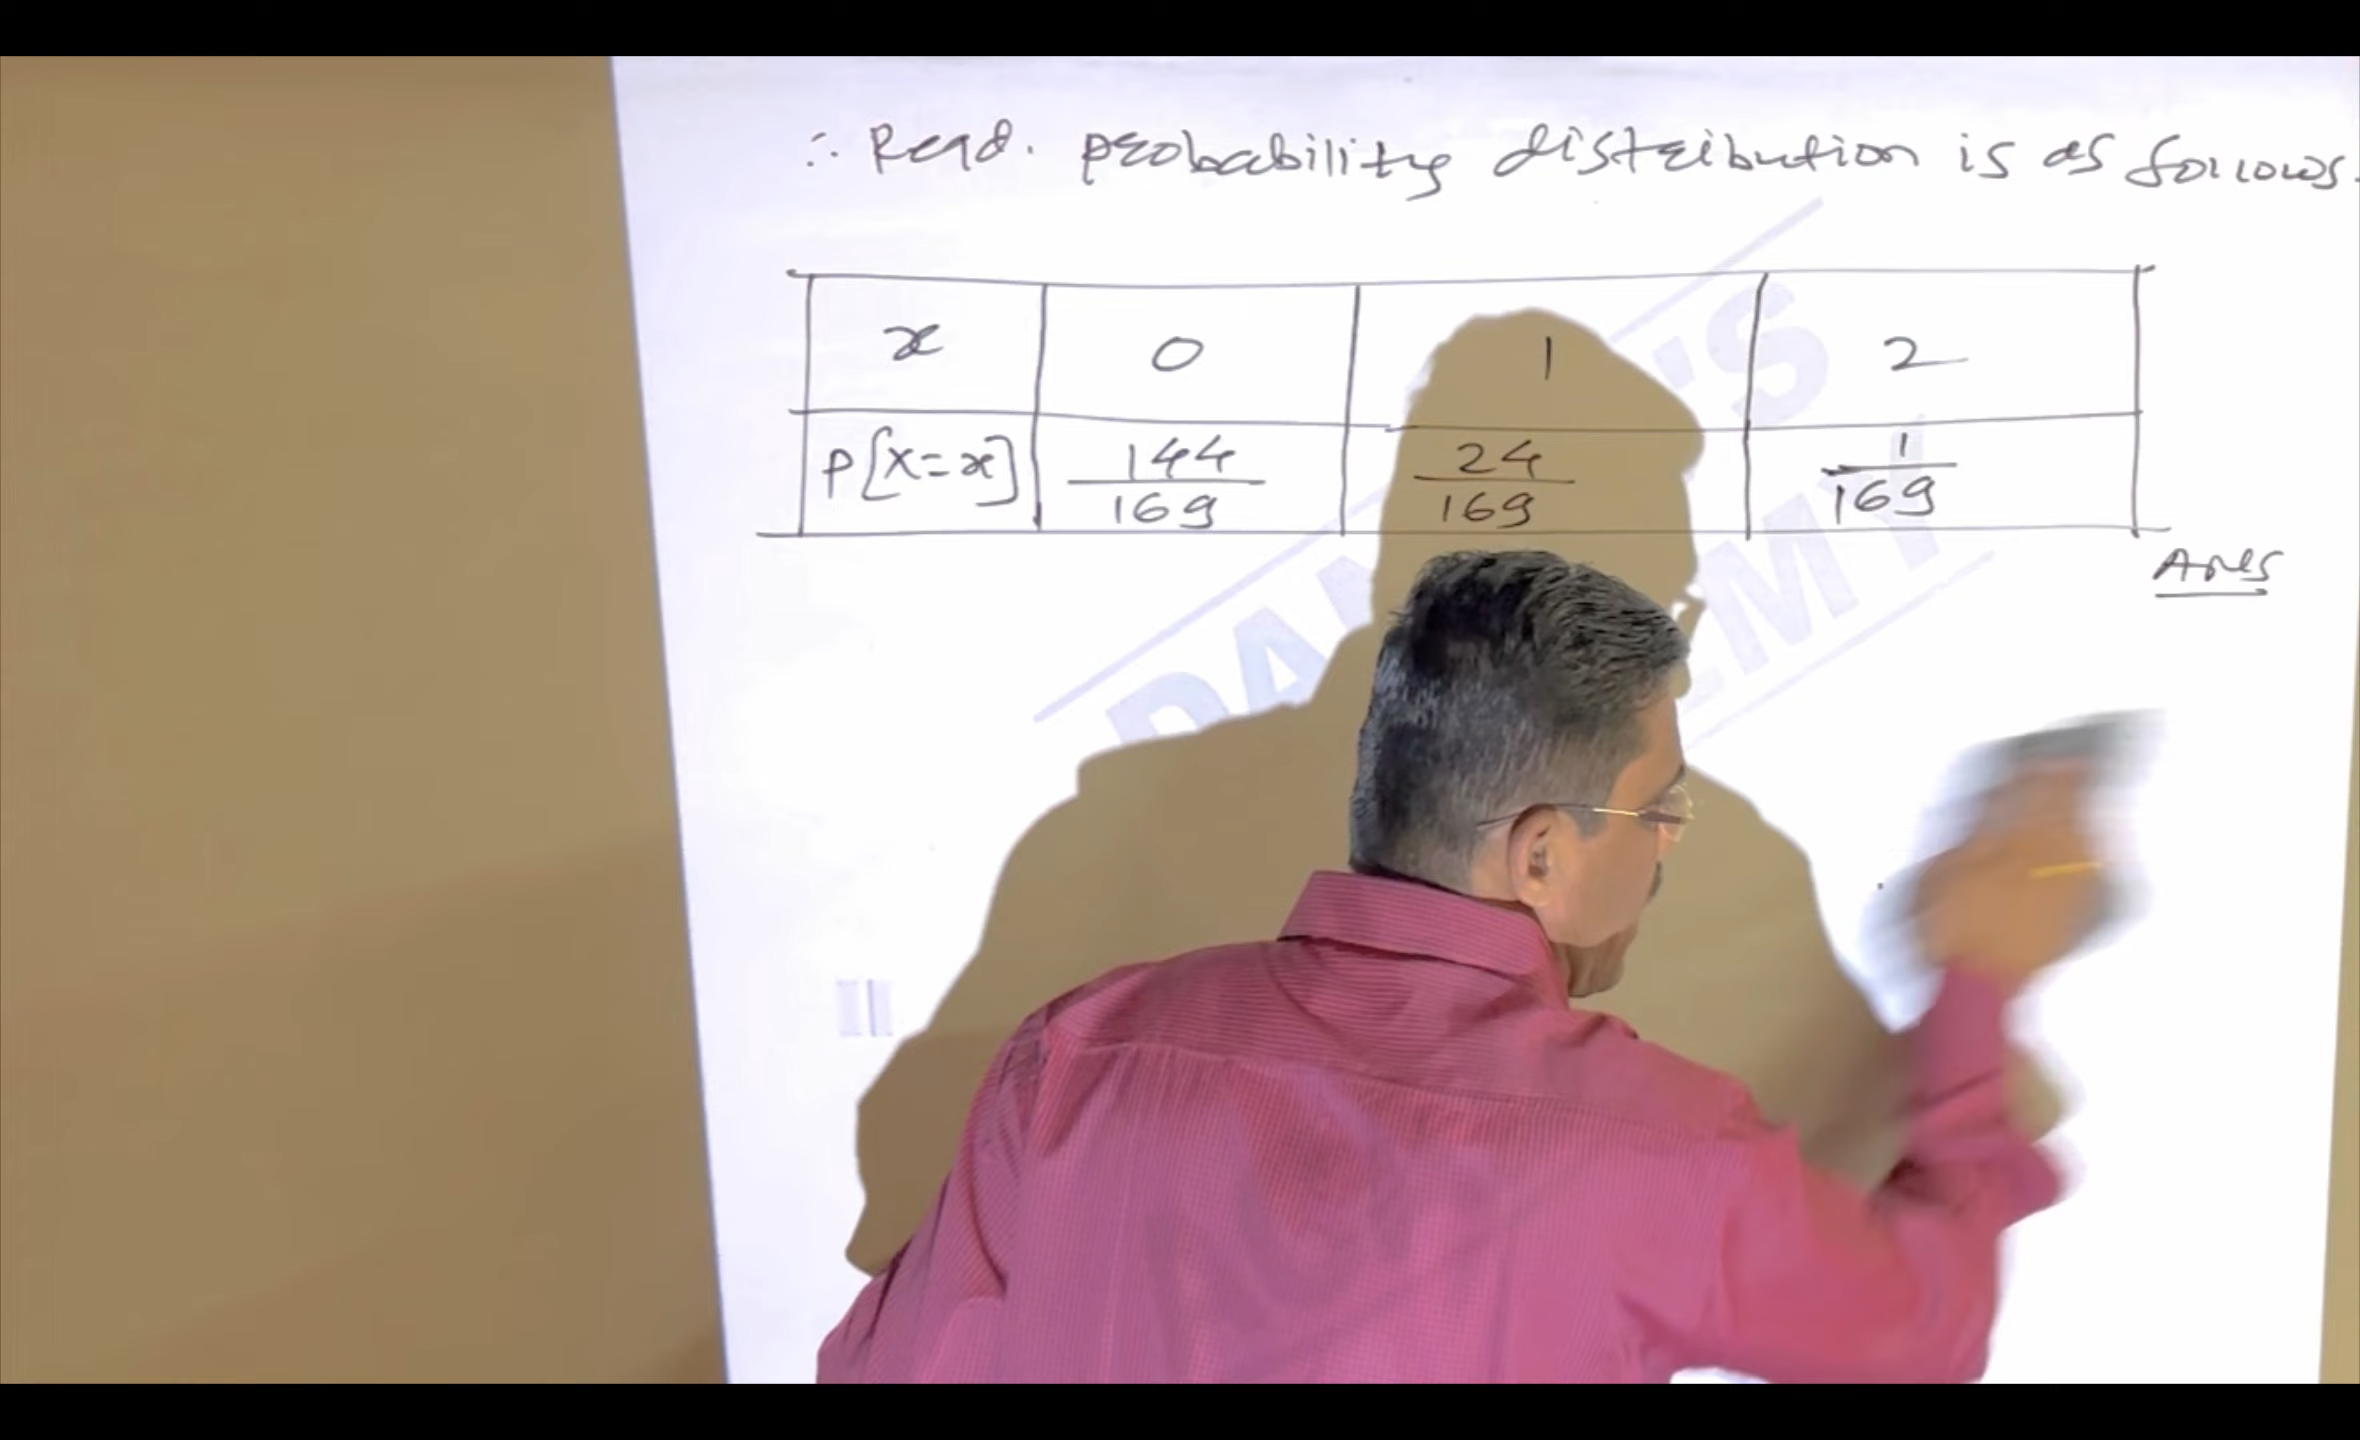 ∴ Reqd. probability distribution is as follows.
x 0 1 2
P[X=x] 144/169 24/169 1/169
Ans